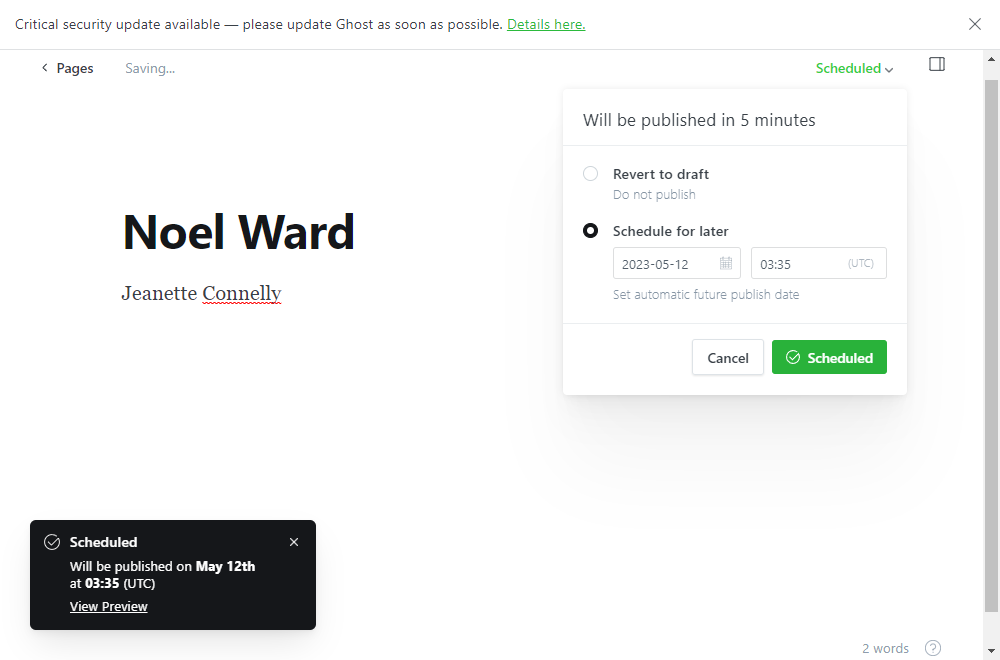 Critical security update available — please update Ghost as soon as possible. Details here.
Pages
Saving...
Scheduled
Will be published in 5 minutes
Revert to draft
Do not publish
Schedule for later
2023-05-12
03:35
(UTC)
Set automatic future publish date
Cancel
Scheduled
Noel Ward
Jeanette Connelly
Scheduled
Will be published on May 12th
at 03:35 (UTC)
View Preview
2 words
?